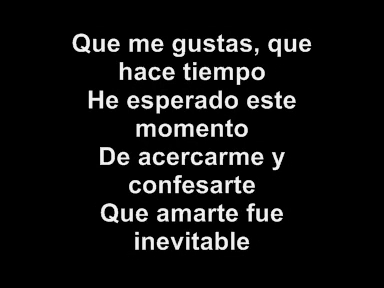 Que me gustas, que
hace tiempo
He esperado este
momento
De acercarme y
confesarte
Que amarte fue
inevitable